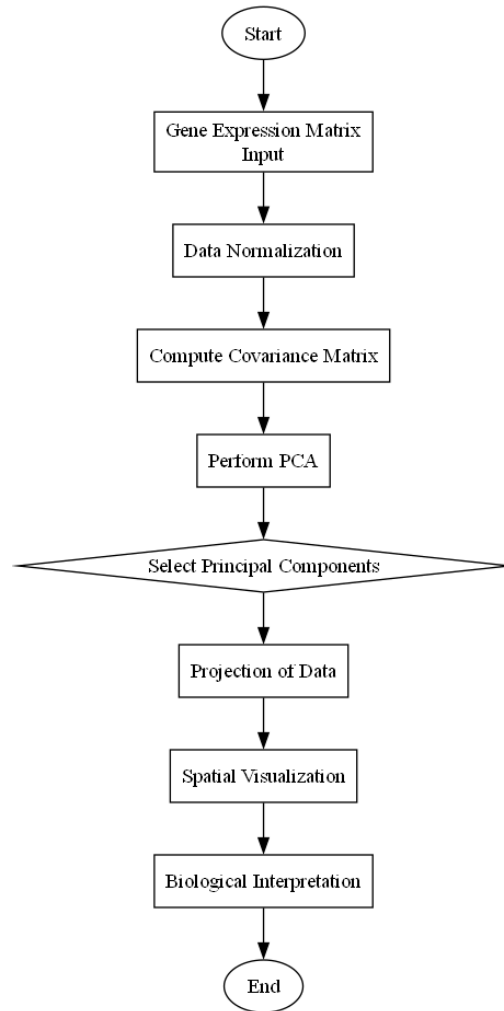 Start
Gene Expression Matrix
Input
Data Normalization
Compute Covariance Matrix
Perform PCA
Select Principal Components
Projection of Data
Spatial Visualization
Biological Interpretation
End